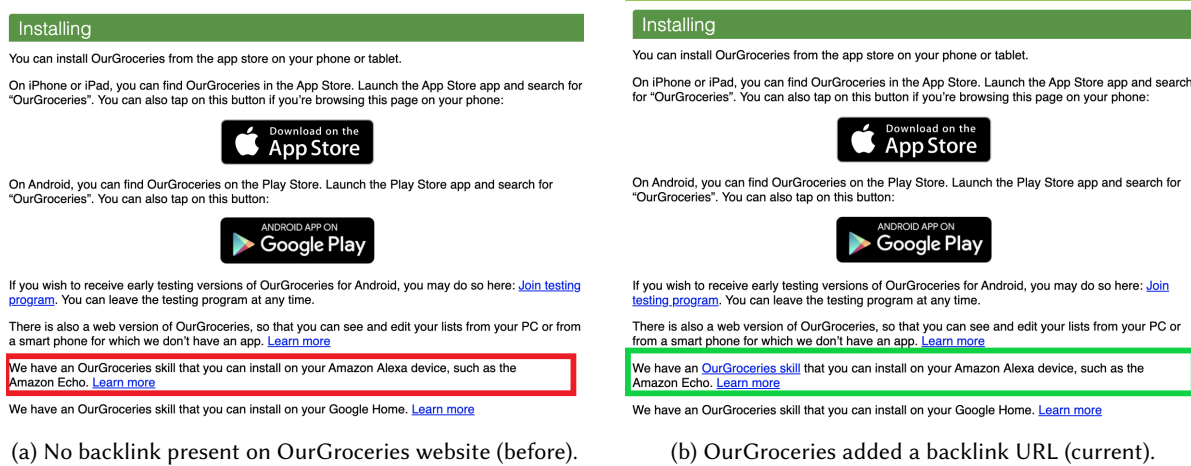 Installing
You can install OurGroceries from the app store on your phone or tablet.
On iPhone or iPad, you can find OurGroceries in the App Store. Launch the App Store app and search for
“OurGroceries”. You can also tap on this button if you’re browsing this page on your phone:
Download on the
App Store
On Android, you can find OurGroceries on the Play Store. Launch the Play Store app and search for
“OurGroceries”. You can also tap on this button:
ANDROID APP ON
Google Play
If you wish to receive early testing versions of OurGroceries for Android, you may do so here: Join testing
program. You can leave the testing program at any time.
There is also a web version of OurGroceries, so that you can see and edit your lists from your PC or from
a smart phone for which we don’t have an app. Learn more
We have an OurGroceries skill that you can install on your Amazon Alexa device, such as the
Amazon Echo. Learn more
We have an OurGroceries skill that you can install on your Google Home. Learn more
(a) No backlink present on OurGroceries website (before).
Installing
You can install OurGroceries from the app store on your phone or tablet.
On iPhone or iPad, you can find OurGroceries in the App Store. Launch the App Store app and search
for “OurGroceries”. You can also tap on this button if you’re browsing this page on your phone:
Download on the
App Store
On Android, you can find OurGroceries on the Play Store. Launch the Play Store app and search for
“OurGroceries”. You can also tap on this button:
ANDROID APP ON
Google Play
If you wish to receive early testing versions of OurGroceries for Android, you may do so here: Join
testing program. You can leave the testing program at any time.
There is also a web version of OurGroceries, so that you can see and edit your lists from your PC or
from a smart phone for which we don’t have an app. Learn more
We have an OurGroceries skill that you can install on your Amazon Alexa device, such as the
Amazon Echo. Learn more
We have an OurGroceries skill that you can install on your Google Home. Learn more
(b) OurGroceries added a backlink URL (current).